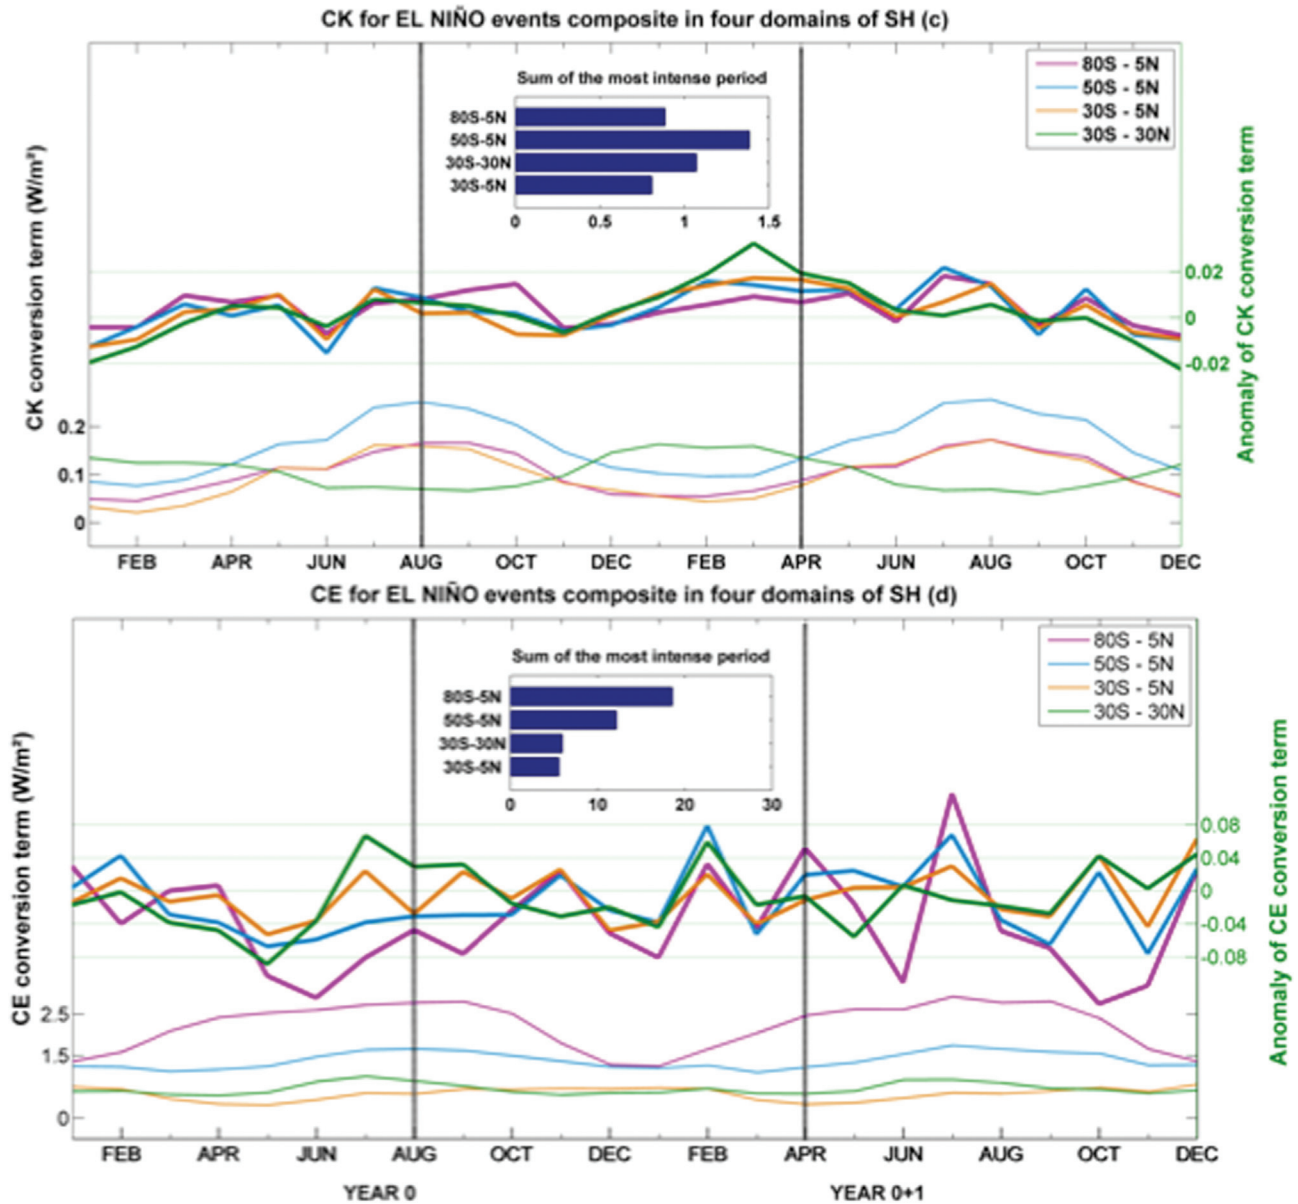 CK for EL NIÑO events composite in four domains of SH (c)
Sum of the most intense period
80S-5N
50S-5N
30S-30N
30S-5N
0 0.5 1 1.5
80S - 5N
50S - 5N
30S - 5N
30S - 30N
CK conversion term (W/m²)
0.2
0.1
0
0.02
0
-0.02
Anomaly of CK conversion term
FEB APR JUN AUG OCT DEC FEB APR JUN AUG OCT DEC
CE for EL NIÑO events composite in four domains of SH (d)
Sum of the most intense period
80S-5N
50S-5N
30S-30N
30S-5N
0 10 20 30
80S - 5N
50S - 5N
30S - 5N
30S - 30N
CE conversion term (W/m²)
2.5
1.5
0
0.08
0.04
0
-0.04
-0.08
Anomaly of CE conversion term
FEB APR JUN AUG OCT DEC FEB APR JUN AUG OCT DEC
YEAR 0 YEAR 0+1